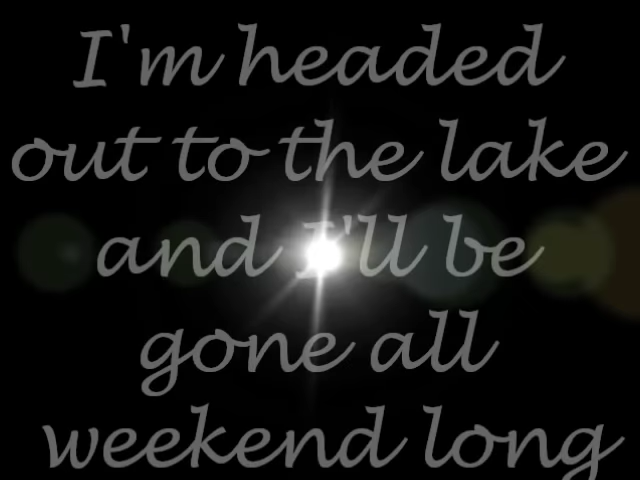 I'm headed
out to the lake
and I'll be
gone all
weekend long